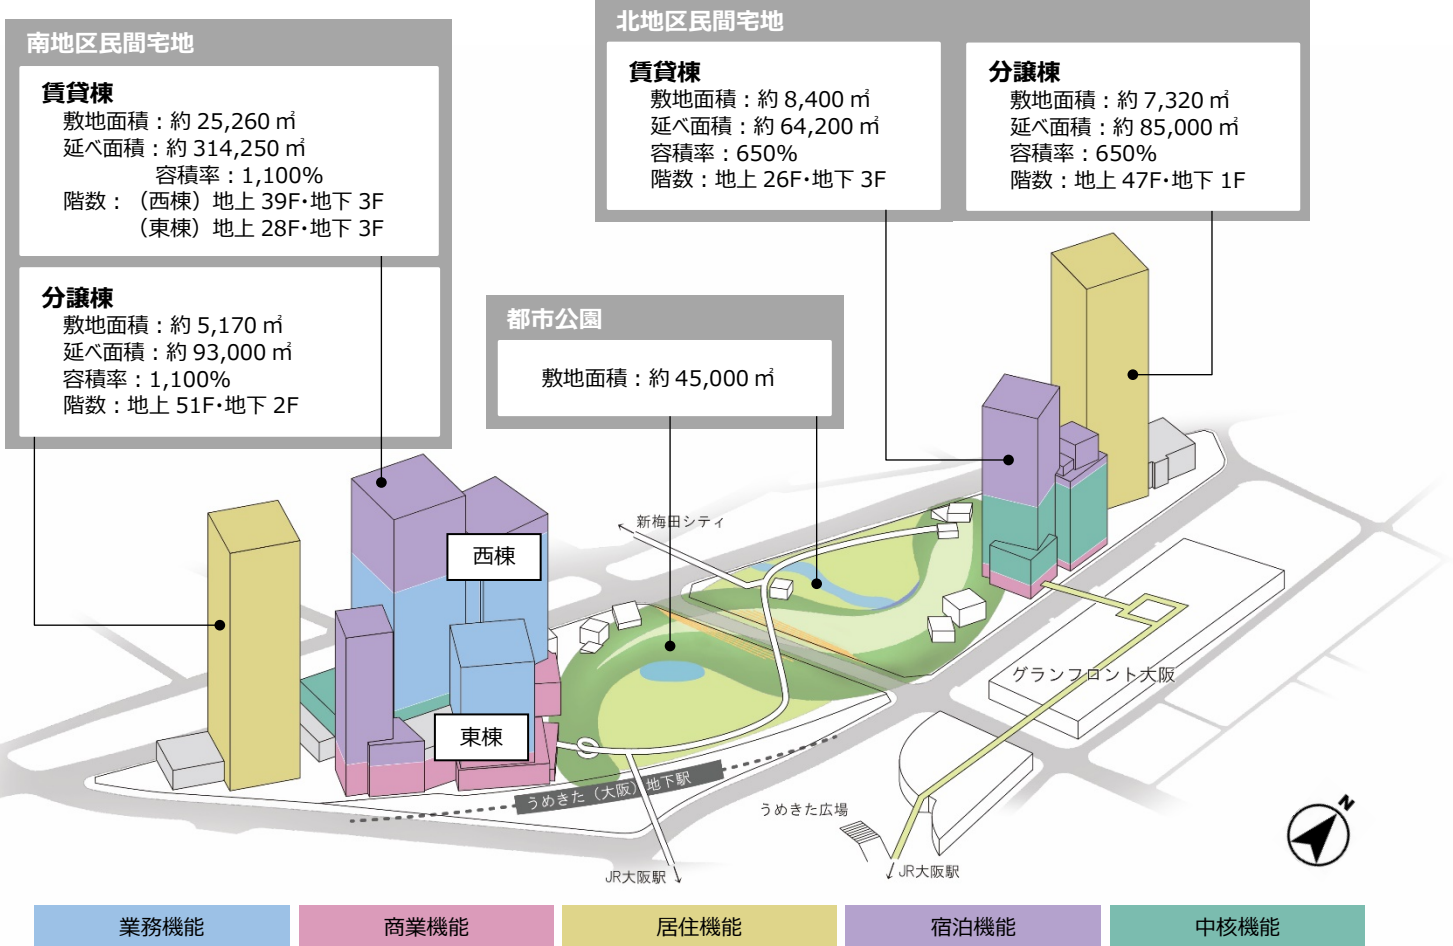 南地区民間宅地
賃貸棟
敷地面積：約 25,260 ㎡
延べ面積：約 314,250 ㎡
容積率：1,100%
階数：（西棟）地上 39F･地下 3F
（東棟）地上 28F･地下 3F
分譲棟
敷地面積：約 5,170 ㎡
延べ面積：約 93,000 ㎡
容積率：1,100%
階数：地上 51F･地下 2F
北地区民間宅地
賃貸棟
敷地面積：約 8,400 ㎡
延べ面積：約 64,200 ㎡
容積率：650%
階数：地上 26F･地下 3F
分譲棟
敷地面積：約 7,320 ㎡
延べ面積：約 85,000 ㎡
容積率：650%
階数：地上 47F･地下 1F
都市公園
敷地面積：約 45,000 ㎡
新梅田シティ
西棟
東棟
グランフロント大阪
うめきた（大阪）地下駅
うめきた広場
JR大阪駅
JR大阪駅
N
業務機能
商業機能
居住機能
宿泊機能
中核機能